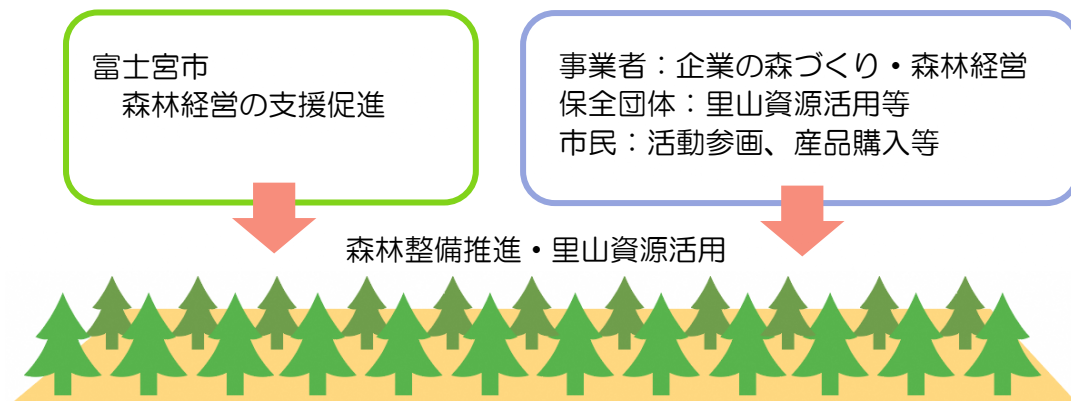 富士宮市
森林経営の支援促進
事業者：企業の森づくり・森林経営
保全団体：里山資源活用等
市民：活動参画、産品購入等
森林整備推進・里山資源活用